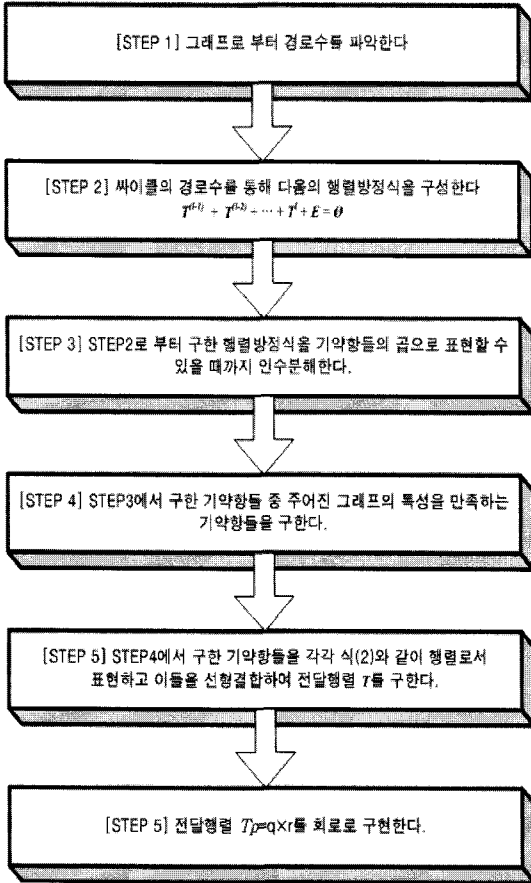 [STEP 1] 그래프로 부터 경로수를 파악한다
[STEP 2] 싸이클의 경로수를 통해 다음의 행렬방정식을 구성한다
T^(l-1) + T^(l-2) + ⋯ + T^1 + E = 0
[STEP 3] STEP2로 부터 구한 행렬방정식을 기약항들의 곱으로 표현할 수
있을 때까지 인수분해한다.
[STEP 4] STEP3에서 구한 기약항들 중 주어진 그래프의 특성을 만족하는
기약항들을 구한다.
[STEP 5] STEP4에서 구한 기약항들을 각각 식(2)와 같이 행렬로서
표현하고 이들을 선형결합하여 전달행렬 T를 구한다.
[STEP 5] 전달행렬 Tp=q×r를 회로로 구현한다.